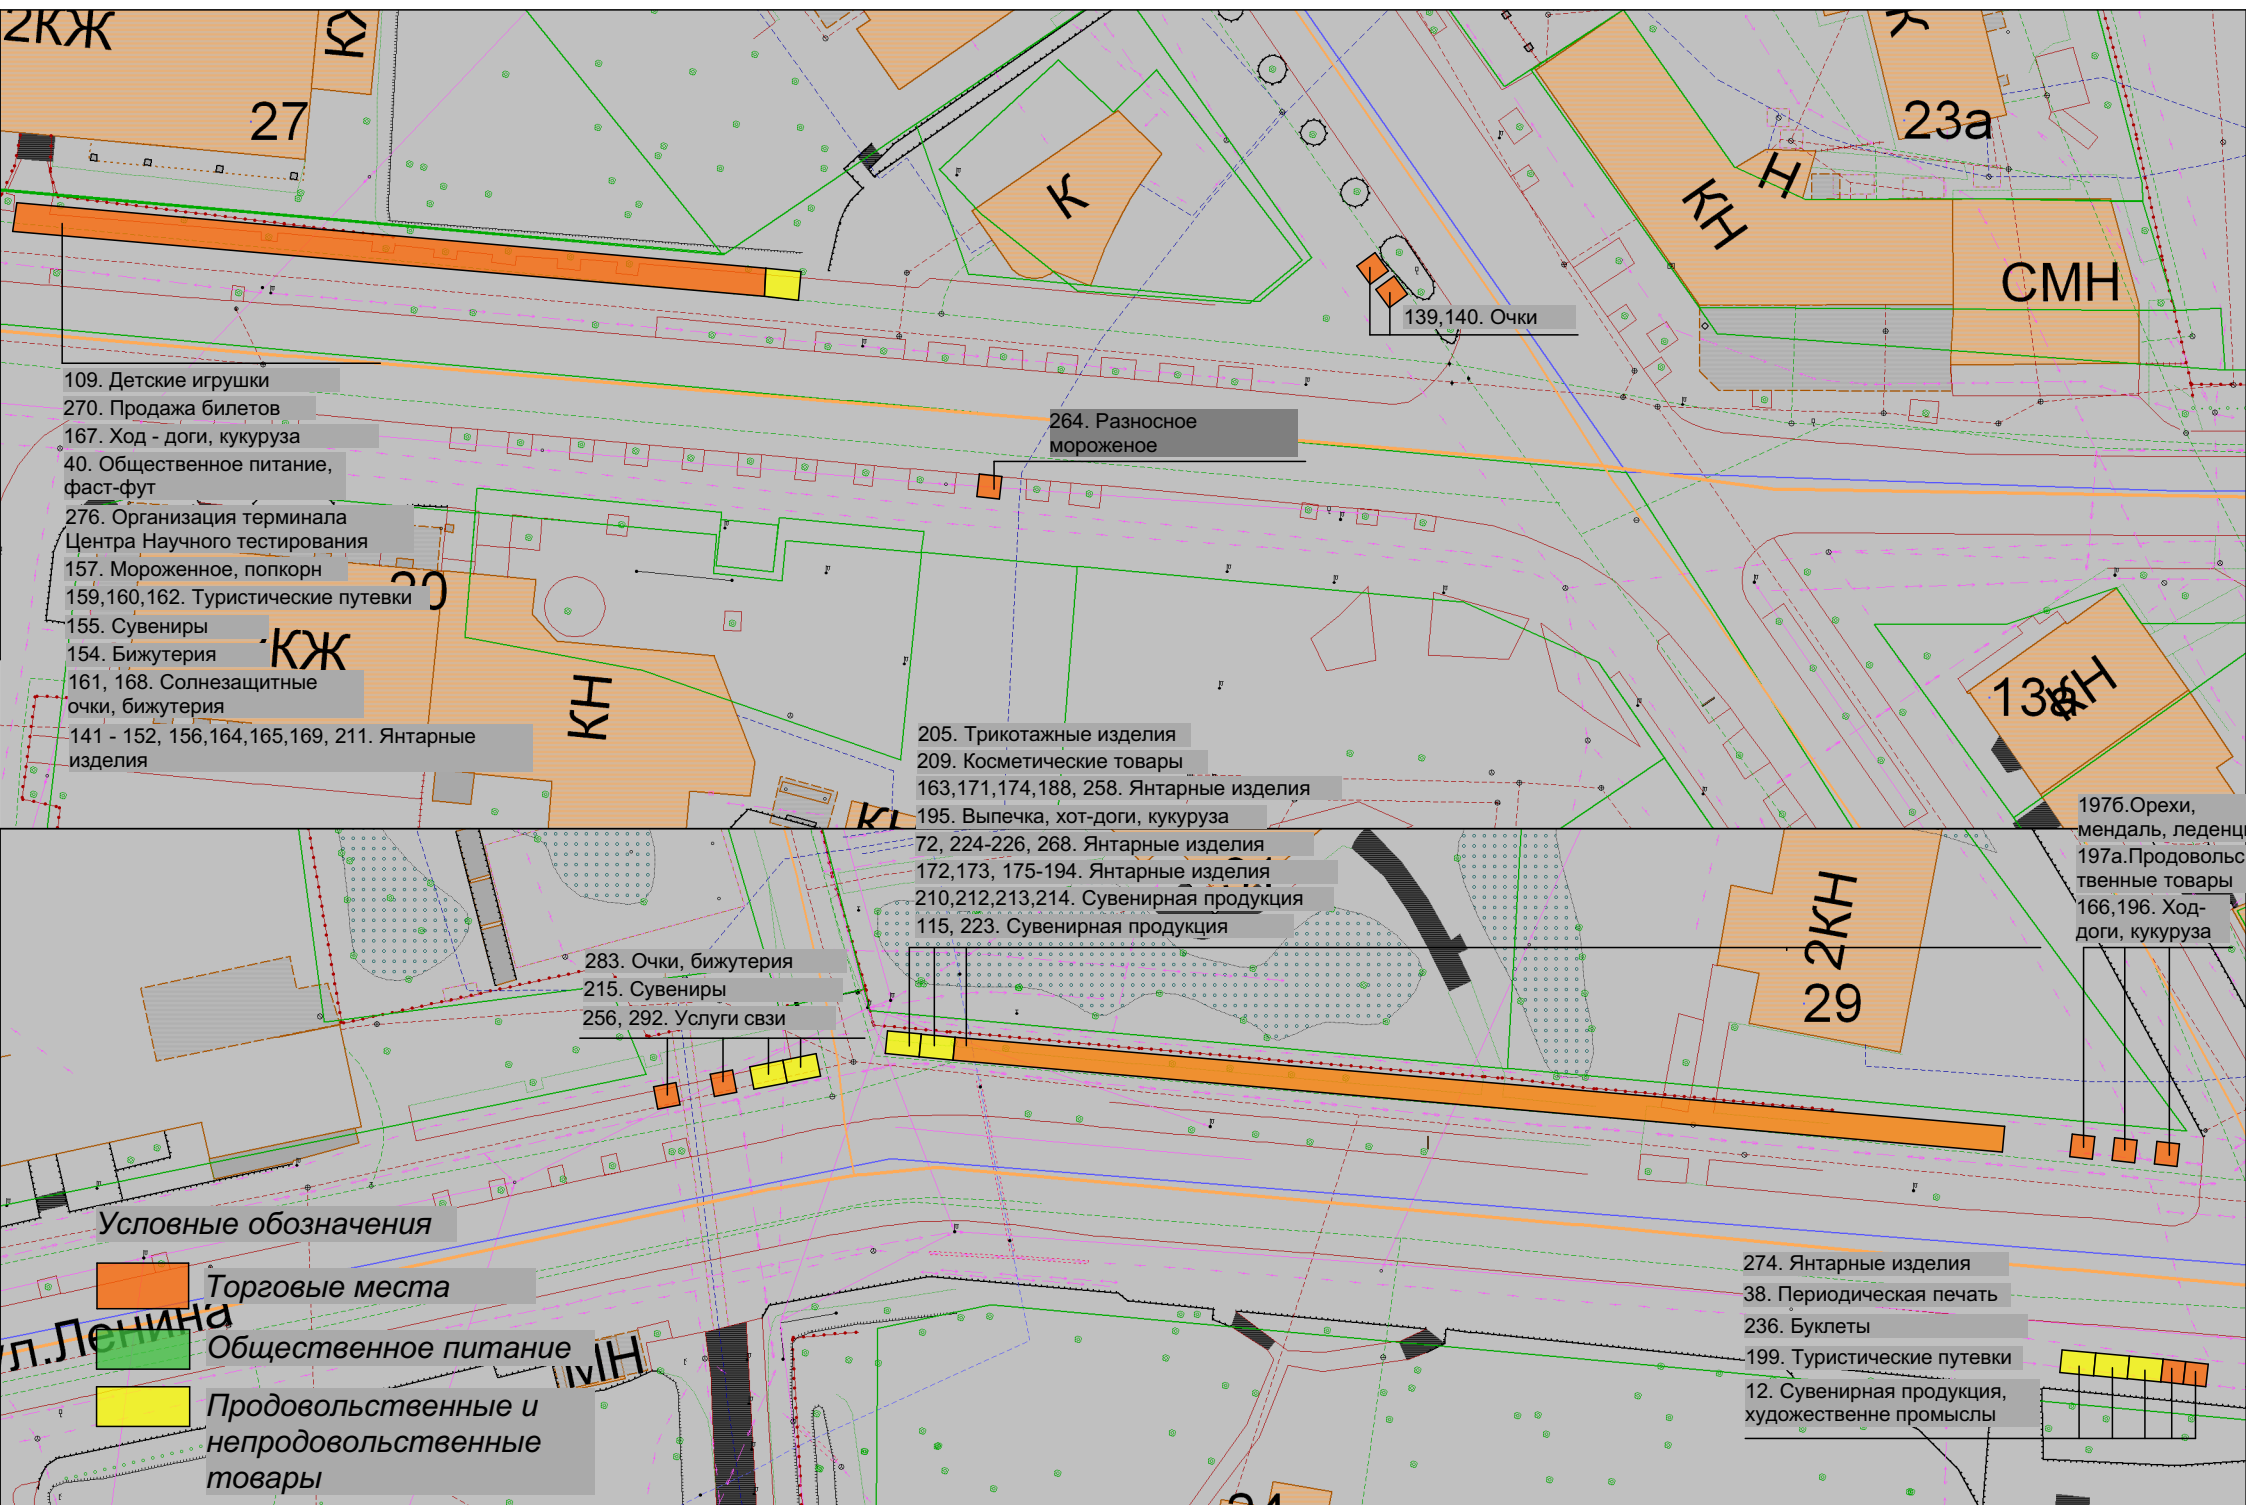 2КЖ
КЖ
27
К
К
23а
Н
КН
СМН
139,140. Очки
109. Детские игрушки
270. Продажа билетов
167. Ход - доги, кукуруза
40. Общественное питание,
фаст-фут
276. Организация терминала
Центра Научного тестирования
157. Мороженное, попкорн
159,160,162. Туристические путевки
155. Сувениры
154. Бижутерия
161, 168. Солнезащитные
очки, бижутерия
141 - 152, 156,164,165,169, 211. Янтарные
изделия
264. Разносное
мороженое
КЖ
КН
13а
КН
205. Трикотажные изделия
209. Косметические товары
163,171,174,188, 258. Янтарные изделия
195. Выпечка, хот-доги, кукуруза
72, 224-226, 268. Янтарные изделия
172,173, 175-194. Янтарные изделия
210,212,213,214. Сувенирная продукция
115, 223. Сувенирная продукция
197б.Орехи,
мендаль, леденц
197а.Продовольс
твенные товары
166,196. Ход-
доги, кукуруза
283. Очки, бижутерия
215. Сувениры
256, 292. Услуги свзи
2КН
29
Условные обозначения
Торговые места
Общественное питание
Продовольственные и
непродовольственные
товары
ул.Ленина
МН
274. Янтарные изделия
38. Периодическая печать
236. Буклеты
199. Туристические путевки
12. Сувенирная продукция,
художественне промыслы